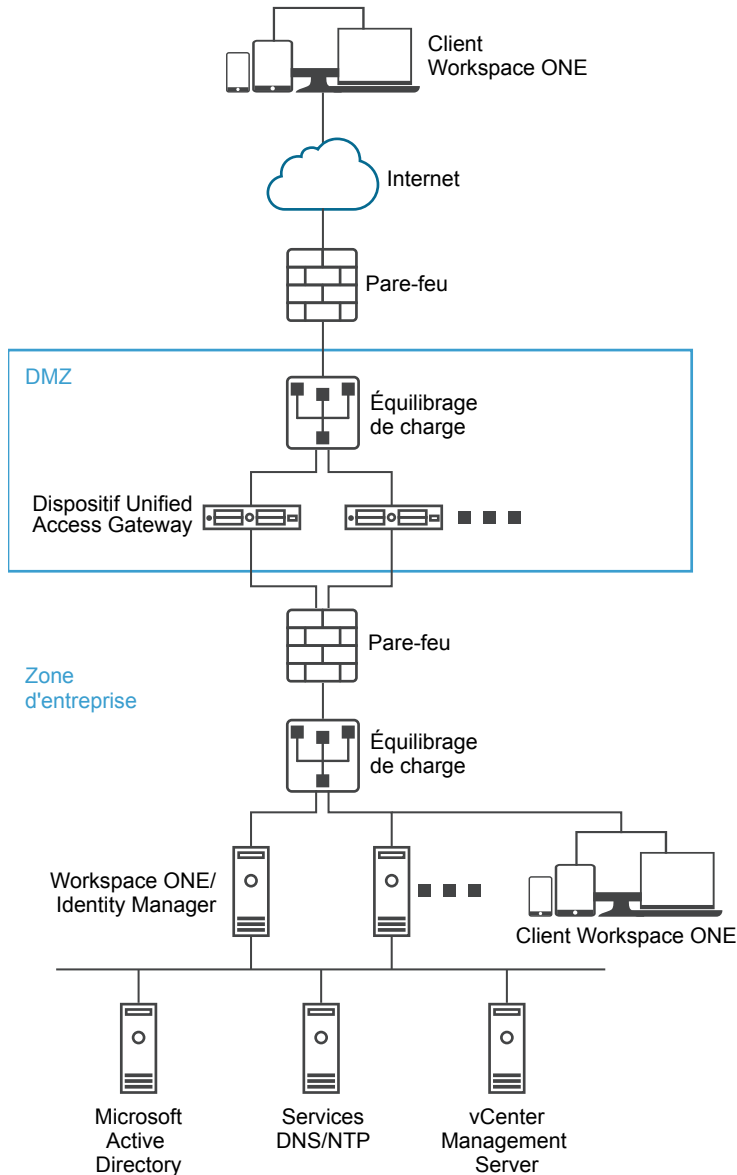 Client
Workspace ONE
Internet
Pare-feu
DMZ
Équilibrage
de charge
Dispositif Unified
Access Gateway
Pare-feu
Zone
d'entreprise
Équilibrage
de charge
Workspace ONE/
Identity Manager
Client Workspace ONE
Microsoft
Active
Directory
Services
DNS/NTP
vCenter
Management
Server